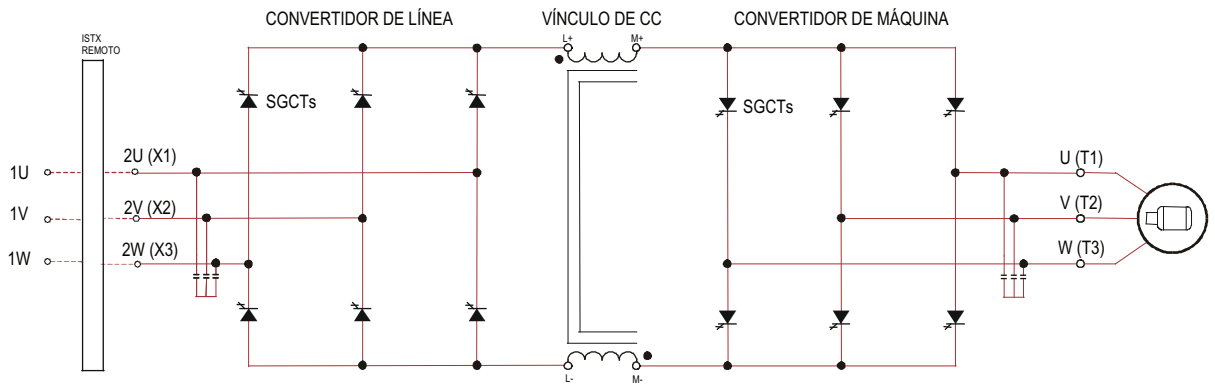 CONVERTIDOR DE LÍNEA
VÍNCULO DE CC
CONVERTIDOR DE MÁQUINA
ISTX
REMOTO
L+
M+
SGCTs
SGCTs
2U (X1)
U (T1)
1U
2V (X2)
V (T2)
1V
2W (X3)
W (T3)
1W
L-
M-